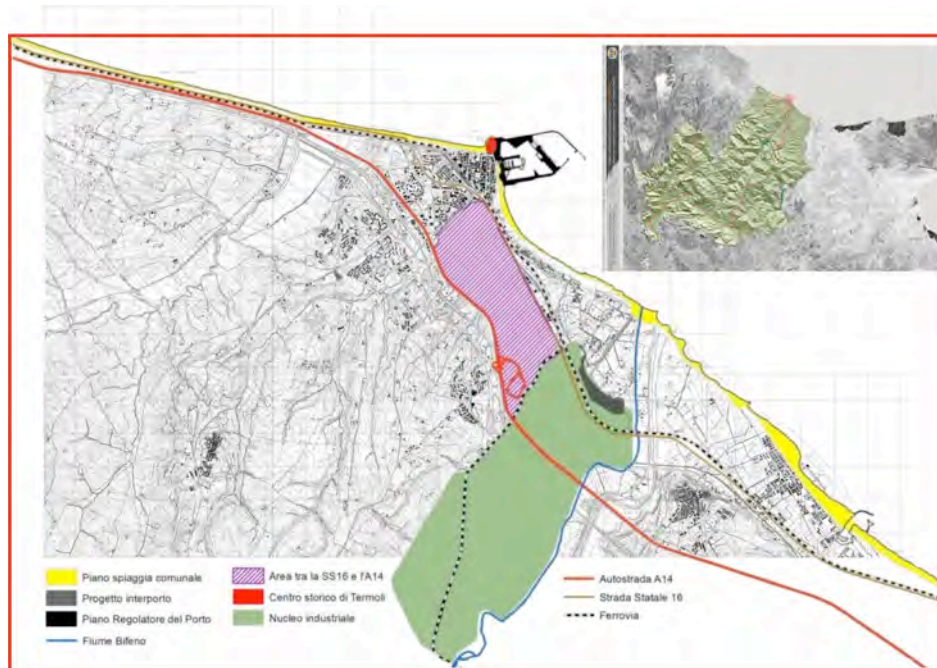 Piano spiaggia comunale
Progetto interporto
Piano Regolatore del Porto
Fiume Bifeno
Area tra la SS16 e l'A14
Centro storico di Termoli
Nucleo industriale
Autostrada A14
Strada Statale 16
Ferrovia